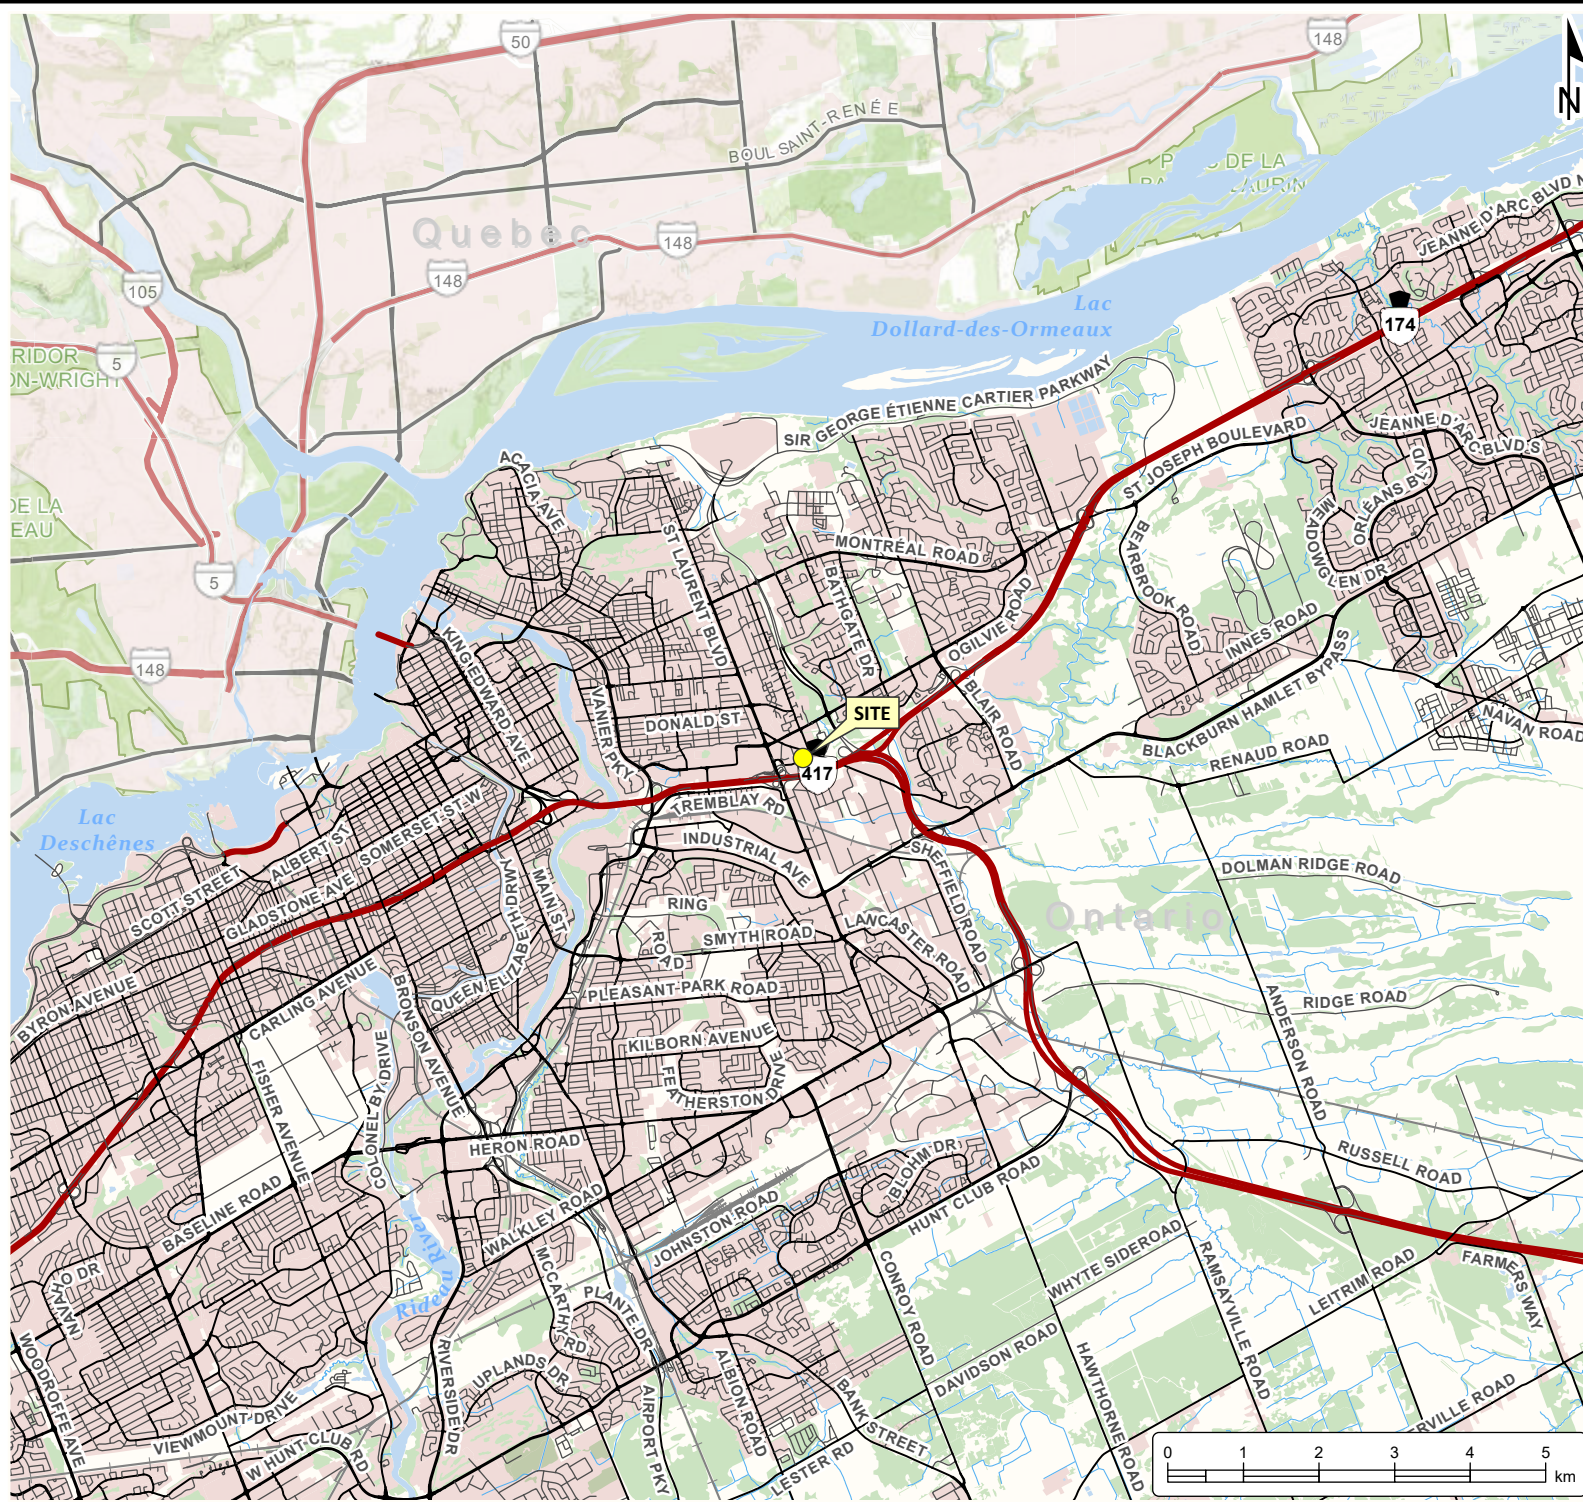 50
148
N
BOUL SAINT-RENÉ E
DE LA
JEANNE D'ARC BLVD N
Quebec
148
148
105
Lac
Dollard-des-Ormeaux
174
5
SIR GEORGE ÉTIENNE CARTIER PARKWAY
JEANNE D'ARC BLVD S
ST JOSEPH BOULEVARD
ORLÉANS BLVD
MEADOWGLEN DR
ACACIA AVE
ST LAURENT BLVD
MONTRÉAL ROAD
BATHGATE DR
OGILVIE ROAD
BEARBROOK ROAD
INNES ROAD
BLACKBURN HAMLET BYPASS
NAVAN ROAD
RENAUD ROAD
DE LA
EAU
5
148
KING EDWARD AVE
VANIER PKY
DONALD ST
SITE
BLAIR ROAD
417
TREMBLAY RD
INDUSTRIAL AVE
SHEFFIELD ROAD
DOLMAN RIDGE ROAD
Lac
Deschênes
ALBERT ST
SOMERSET ST W
SCOTT STREET
GLADSTONE AVE
MAIN ST
QUEEN ELIZABETH DRWY
RING
ROAD
SMYTH ROAD
LANCASTER ROAD
Ontario
BYRON AVENUE
CARLING AVENUE
BRONSON AVENUE
PLEASANT PARK ROAD
RIDGE ROAD
ANDERSON ROAD
KILBORN AVENUE
FEATHERSTON DRIVE
FISHER AVENUE
COLONEL BY DRIVE
HERON ROAD
RUSSELL ROAD
BASELINE ROAD
WALKLEY ROAD
BLOHM DR
HUNT CLUB ROAD
JOHNSTON ROAD
Rideau River
NAVAHO DR
MCCARTHY RD
PLANTE DR
CONROY ROAD
WHYTE SIDEROAD
RAMSAYVILLE ROAD
LEITRIM ROAD
FARMERS WAY
WOODROFFE AVE
RIVERSIDE DR
UPLANDS DR
AIRPORT PKY
ALBION ROAD
BANK STREET
DAVIDSON ROAD
HAWTHORNE ROAD
VIEWMOUNT DRIVE
W HUNT CLUB RD
LESTER RD
ERVILLE ROAD
0 1 2 3 4 5
km